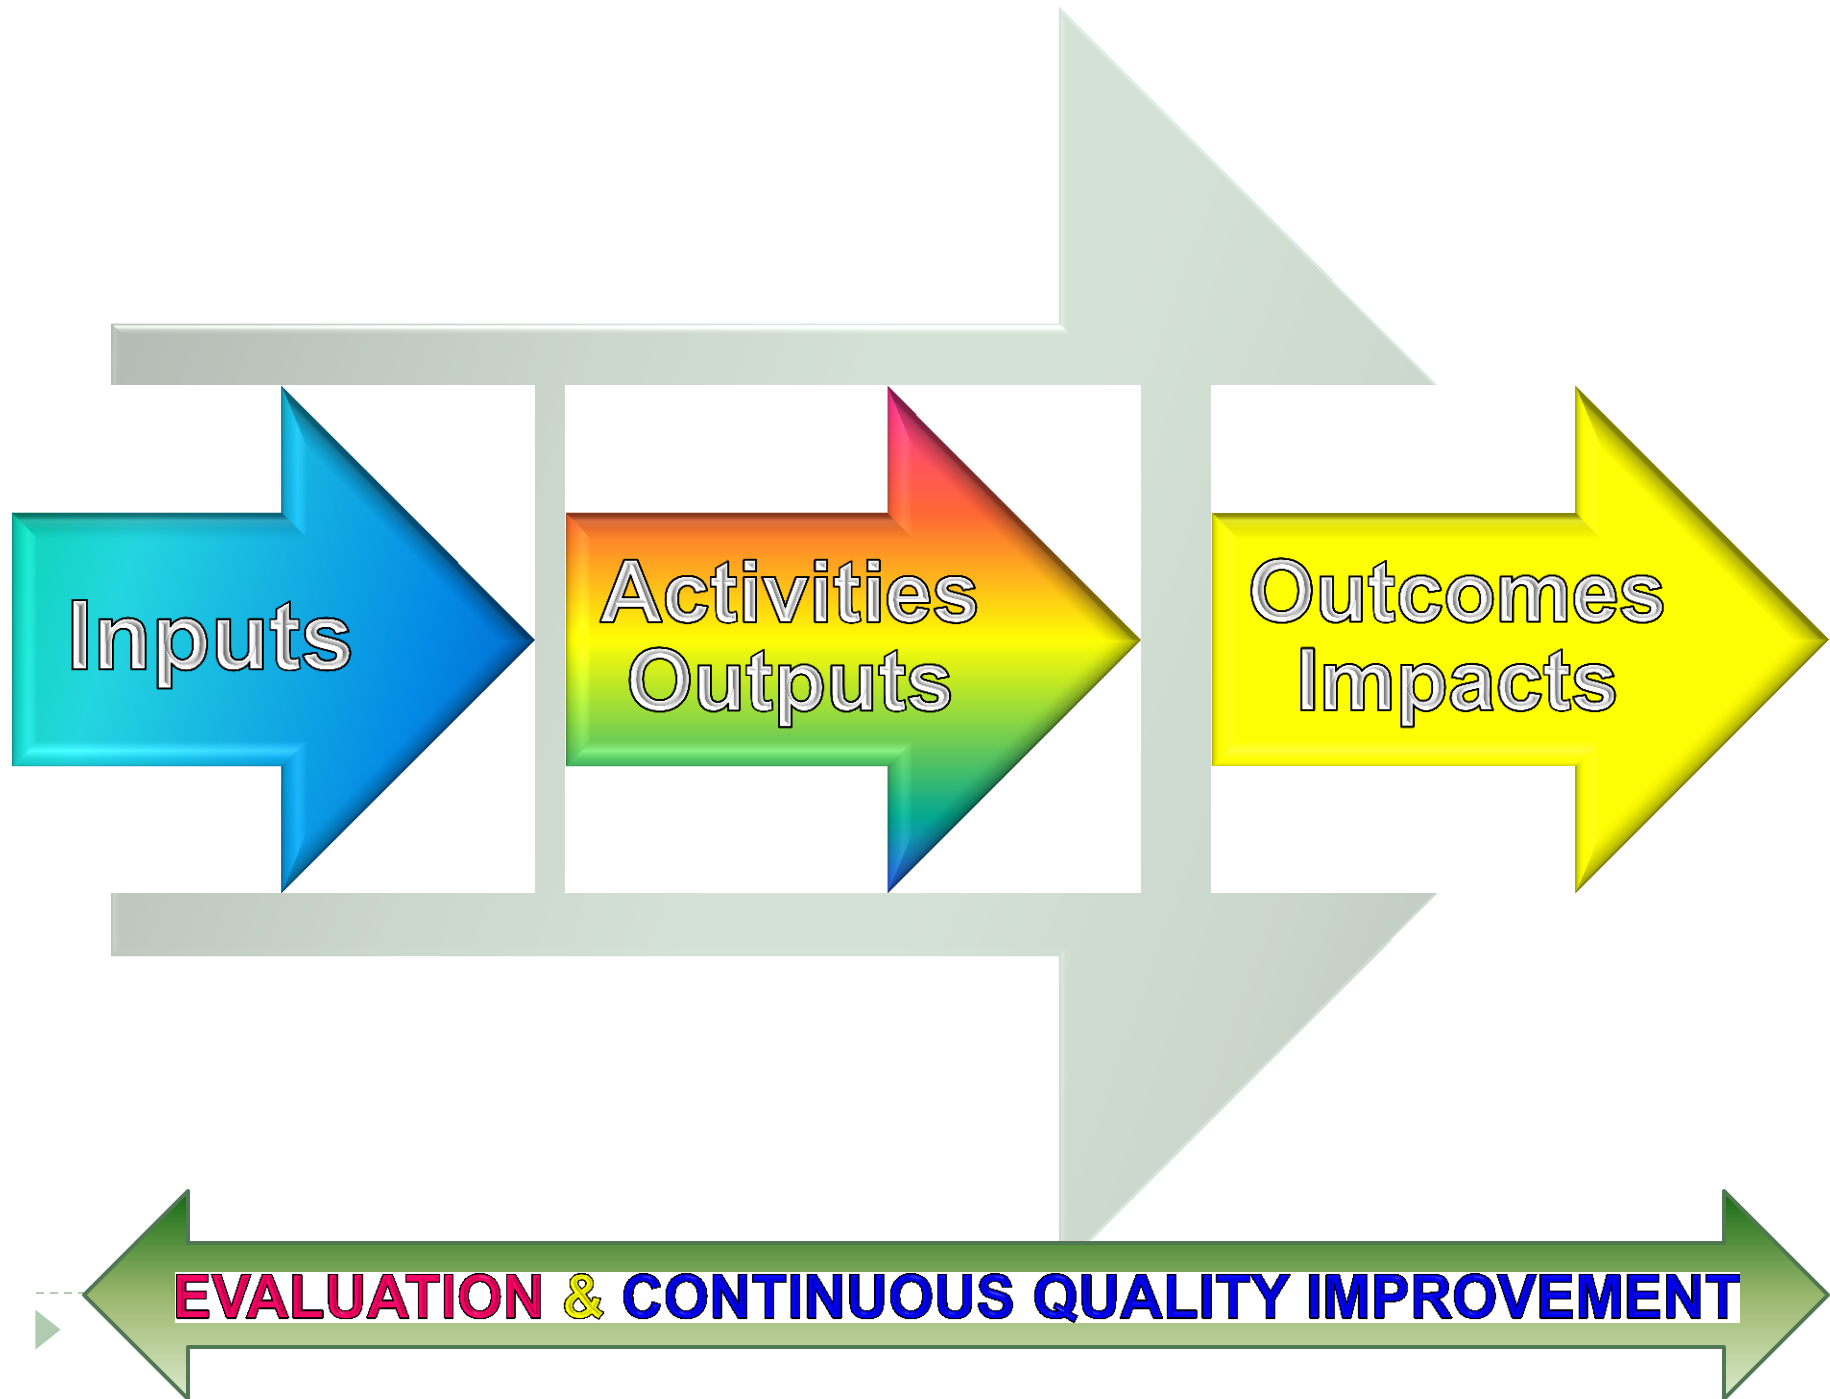 Inputs
Activities
Outputs
Outcomes
Impacts
EVALUATION & CONTINUOUS QUALITY IMPROVEMENT